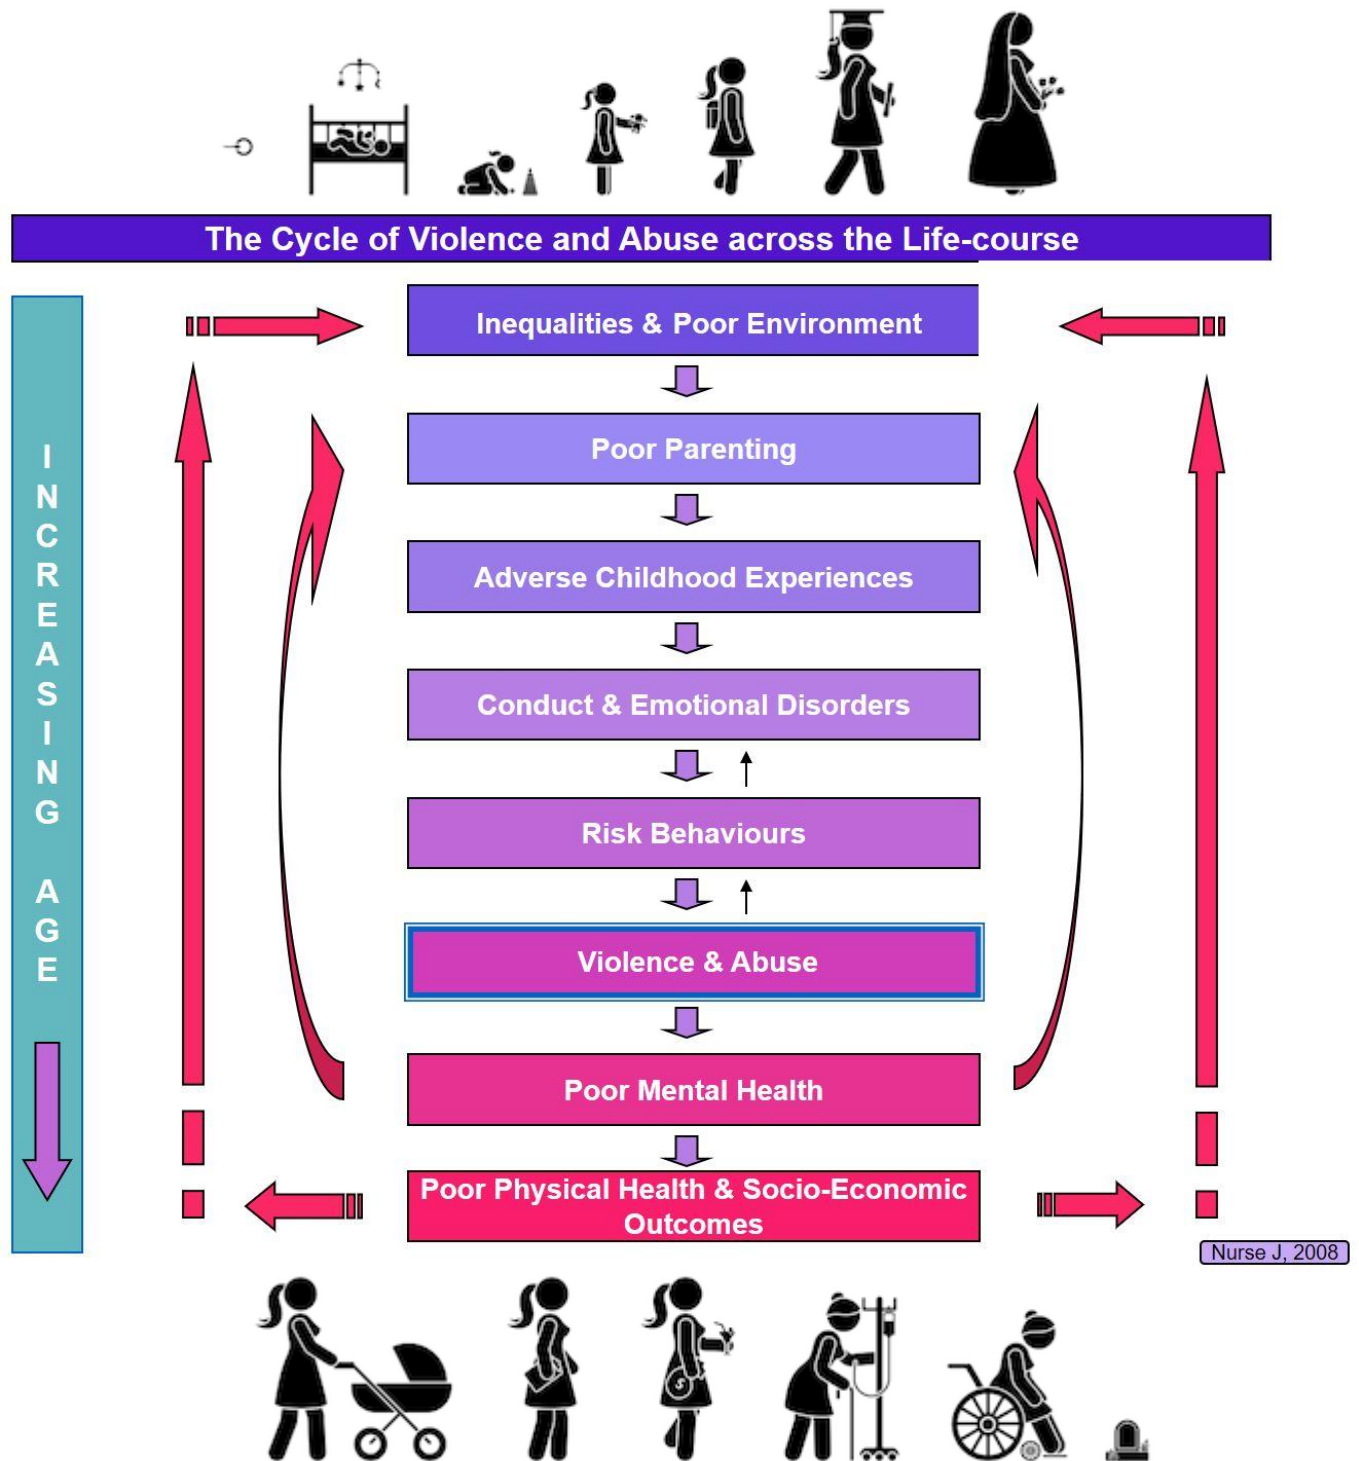 The Cycle of Violence and Abuse across the Life-course
Inequalities & Poor Environment
Poor Parenting
Adverse Childhood Experiences
Conduct & Emotional Disorders
Risk Behaviours
Violence & Abuse
Poor Mental Health
Poor Physical Health & Socio-Economic
Outcomes
INCREASING AGE
Nurse J, 2008
$